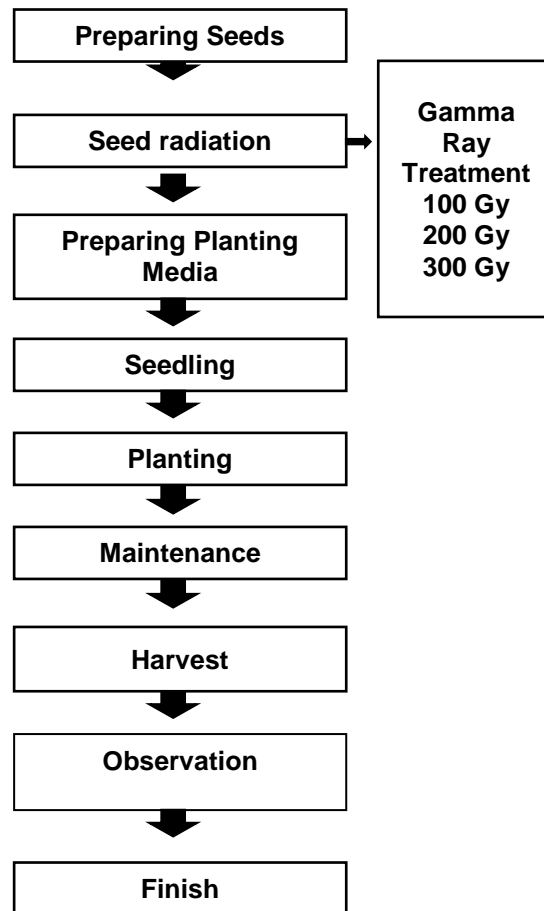 Preparing Seeds
Seed radiation
Gamma
Ray
Treatment
100 Gy
200 Gy
300 Gy
Preparing Planting
Media
Seedling
Planting
Maintenance
Harvest
Observation
Finish